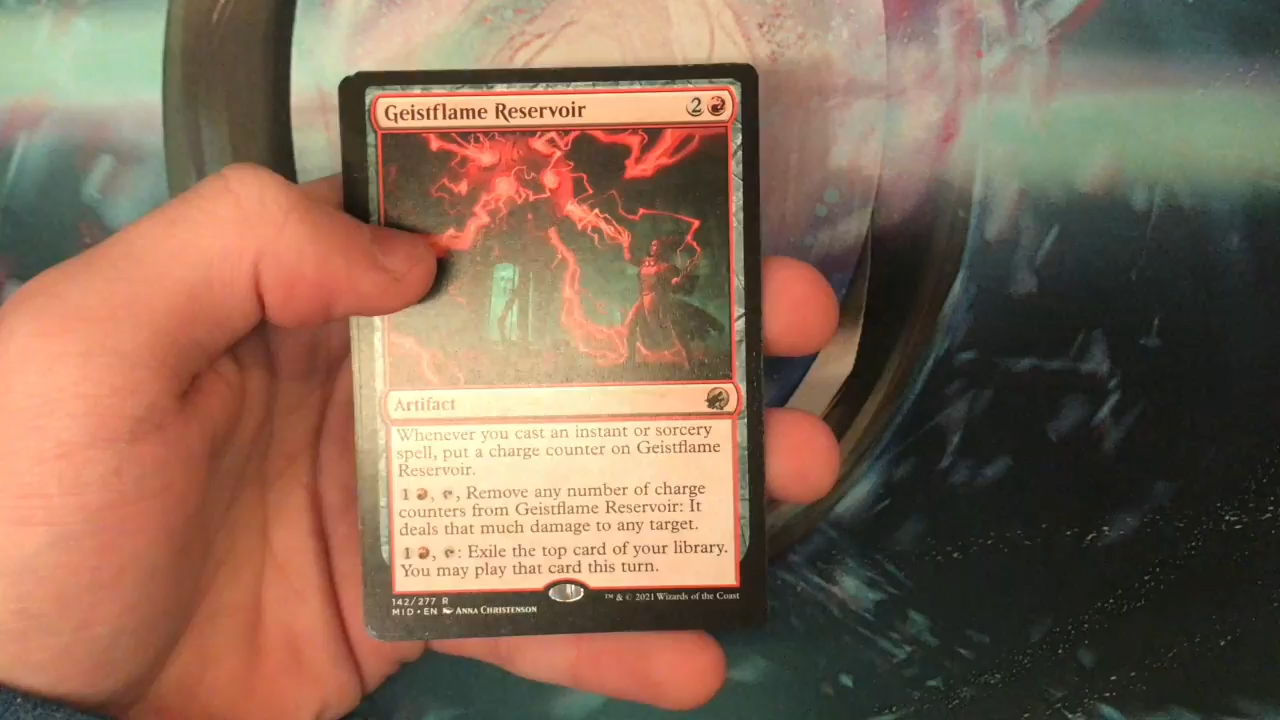 Geistflame Reservoir 2
Artifact
Whenever you cast an instant or sorcery
spell, put a charge counter on Geistflame
Reservoir.
1 , , Remove any number of charge
counters from Geistflame Reservoir: It
deals that much damage to any target.
1 , : Exile the top card of your library.
You may play that card this turn.
142/277 R
MID • EN Anna Christenson
™ & © 2021 Wizards of the Coast